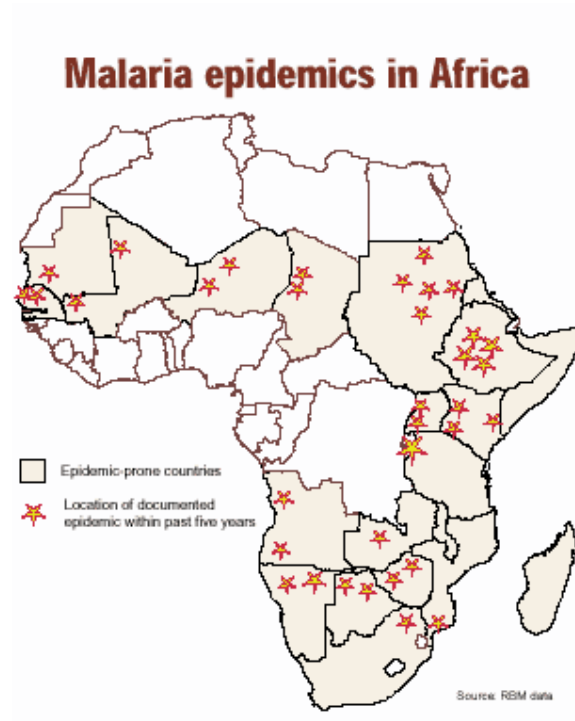 Malaria epidemics in Africa
Epidemic-prone countries
Location of documented
epidemic within past five years
Source: RBM data